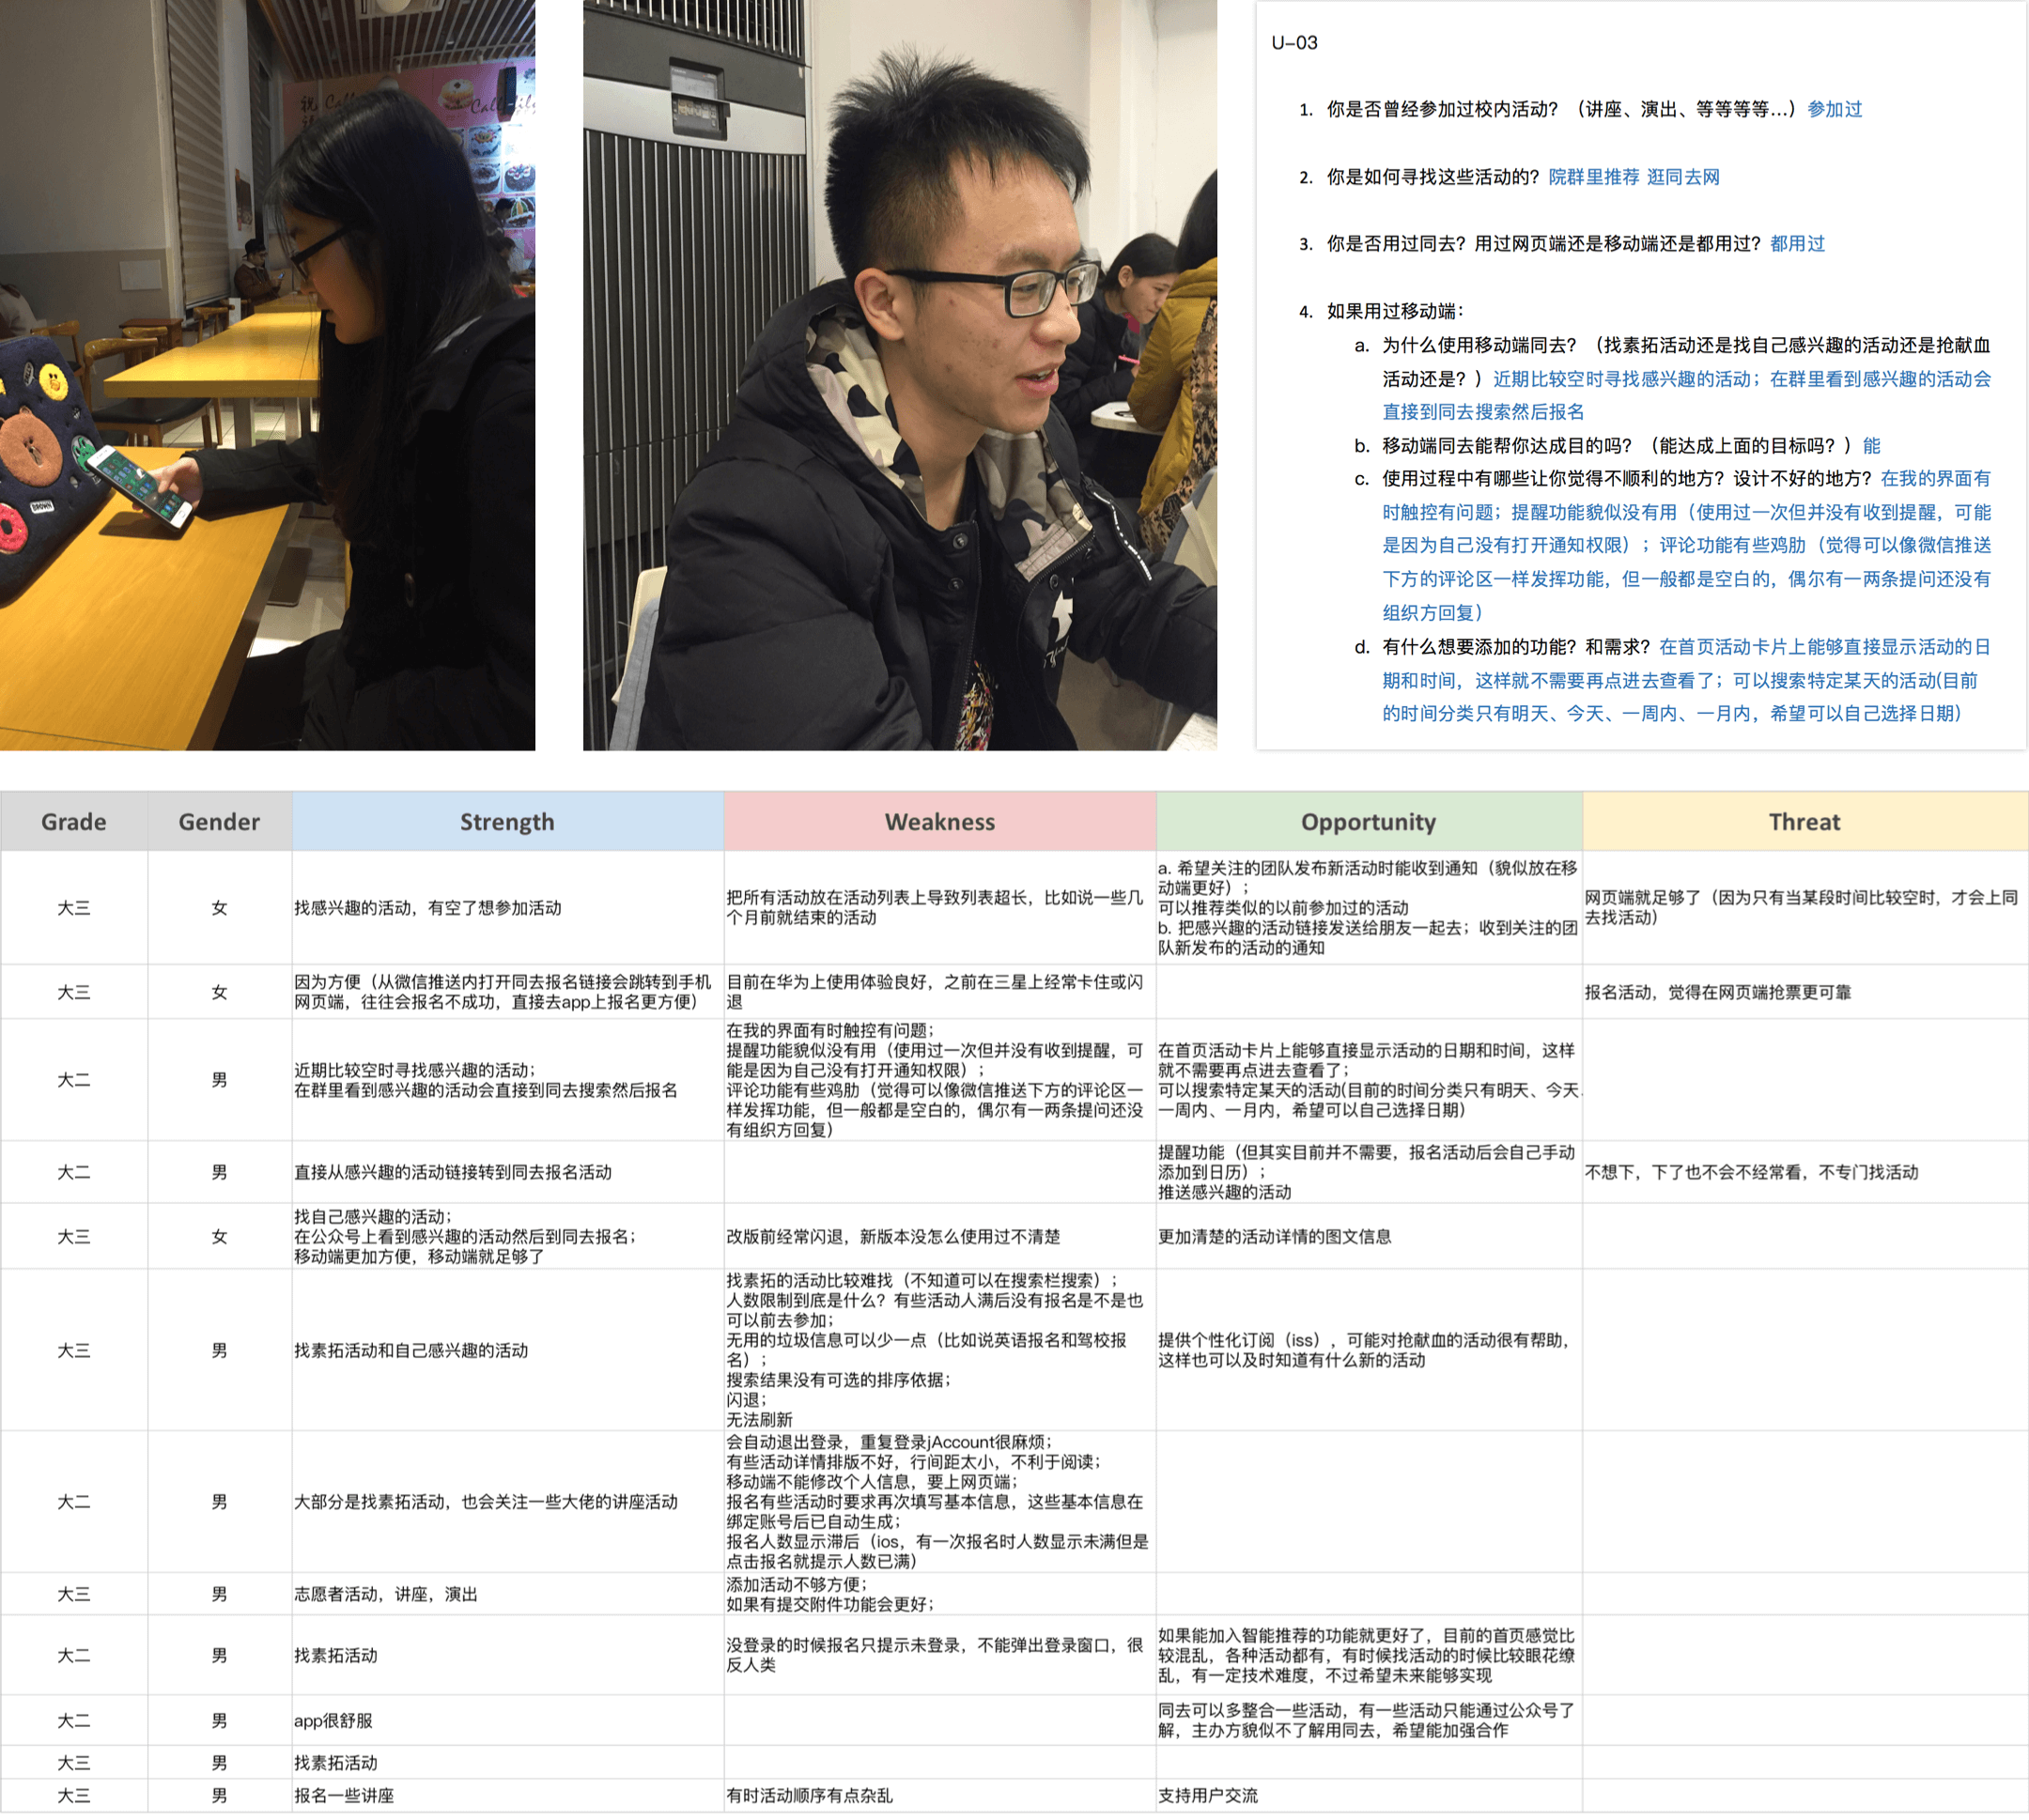 祝
Call
Call
BROWN
U-03
1. 你是否曾经参加过校内活动？（讲座、演出、等等等等...）参加过
2. 你是如何寻找这些活动的？院群里推荐 逛同去网
3. 你是否用过同去？用过网页端还是移动端还是都用过？都用过
4. 如果用过移动端：
a. 为什么使用移动端同去？（找素拓活动还是找自己感兴趣的活动还是抢献血
活动还是？）近期比较空时寻找感兴趣的活动；在群里看到感兴趣的活动会
直接到同去搜索然后报名
b. 移动端同去能帮你达成目的吗？（能达成上面的目标吗？）能
c. 使用过程中有哪些让你觉得不顺利的地方？设计不好的地方？在我的界面有
时触控有问题；提醒功能貌似没有用（使用过一次但并没有收到提醒，可能
是因为自己没有打开通知权限）；评论功能有些鸡肋（觉得可以像微信推送
下方的评论区一样发挥功能，但一般都是空白的，偶尔有一两条提问还没有
组织方回复）
d. 有什么想要添加的功能？和需求？在首页活动卡片上能够直接显示活动的日
期和时间，这样就不需要再点进去查看了；可以搜索特定某天的活动(目前
的时间分类只有明天、今天、一周内、一月内，希望可以自己选择日期）
Grade
Gender
Strength
Weakness
Opportunity
Threat
大三
女
找感兴趣的活动，有空了想参加活动
把所有活动放在活动列表上导致列表超长，比如说一些几
个月前就结束的活动
a. 希望关注的团队发布新活动时能收到通知（貌似放在移
动端更好）；
可以推荐类似的以前参加过的活动
b. 把感兴趣的活动链接发送给朋友一起去；收到关注的团
队新发布的活动的通知
网页端就足够了（因为只有当某段时间比较空时，才会上同
去找活动）
大三
女
因为方便（从微信推送内打开同去报名链接会跳转到手机
网页端，往往会报名不成功，直接去app上报名更方便）
目前在华为上使用体验良好，之前在三星上经常卡住或闪
退
报名活动，觉得在网页端抢票更可靠
大二
男
近期比较空时寻找感兴趣的活动；
在群里看到感兴趣的活动会直接到同去搜索然后报名
在我的界面有时触控有问题；
提醒功能貌似没有用（使用过一次但并没有收到提醒，可
能是因为自己没有打开通知权限）；
评论功能有些鸡肋（觉得可以像微信推送下方的评论区一
样发挥功能，但一般都是空白的，偶尔有一两条提问还没
有组织方回复）
在首页活动卡片上能够直接显示活动的日期和时间，这样
就不需要再点进去查看了；
可以搜索特定某天的活动(目前的时间分类只有明天、今天、
一周内、一月内，希望可以自己选择日期）
大二
男
直接从感兴趣的活动链接转到同去报名活动
提醒功能（但其实目前并不需要，报名活动后会自己手动
添加到日历）；
推送感兴趣的活动
不想下，下了也不会不经常看，不专门找活动
大三
女
找自己感兴趣的活动；
在公众号上看到感兴趣的活动然后到同去报名；
移动端更加方便，移动端就足够了
改版前经常闪退，新版本没怎么使用过不清楚
更加清楚的活动详情的图文信息
大三
男
找素拓活动和自己感兴趣的活动
找素拓的活动比较难找（不知道可以在搜索栏搜索）；
人数限制到底是什么？有些活动人满后没有报名是不是也
可以前去参加；
无用的垃圾信息可以少一点（比如说英语报名和驾校报
名）；
搜索结果没有可选的排序依据；
闪退；
无法刷新
提供个性化订阅（iss），可能对抢献血的活动很有帮助，
这样也可以及时知道有什么新的活动
大二
男
大部分是找素拓活动，也会关注一些大佬的讲座活动
会自动退出登录，重复登录jAccount很麻烦；
有些活动详情排版不好，行间距太小，不利于阅读；
移动端不能修改个人信息，要上网页端；
报名有些活动时要求再次填写基本信息，这些基本信息在
绑定账号后已自动生成；
报名人数显示滞后（ios，有一次报名时人数显示未满但是
点击报名就提示人数已满）
大三
男
志愿者活动，讲座，演出
添加活动不够方便；
如果有提交附件功能会更好；
大二
男
找素拓活动
没登录的时候报名只提示未登录，不能弹出登录窗口，很
反人类
如果能加入智能推荐的功能就更好了，目前的首页感觉比
较混乱，各种活动都有，有时候找活动的时候比较眼花缭
乱，有一定技术难度，不过希望未来能够实现
大二
男
app很舒服
同去可以多整合一些活动，有一些活动只能通过公众号了
解，主办方貌似不了解用同去，希望能加强合作
大三
男
找素拓活动
大三
男
报名一些讲座
有时活动顺序有点杂乱
支持用户交流